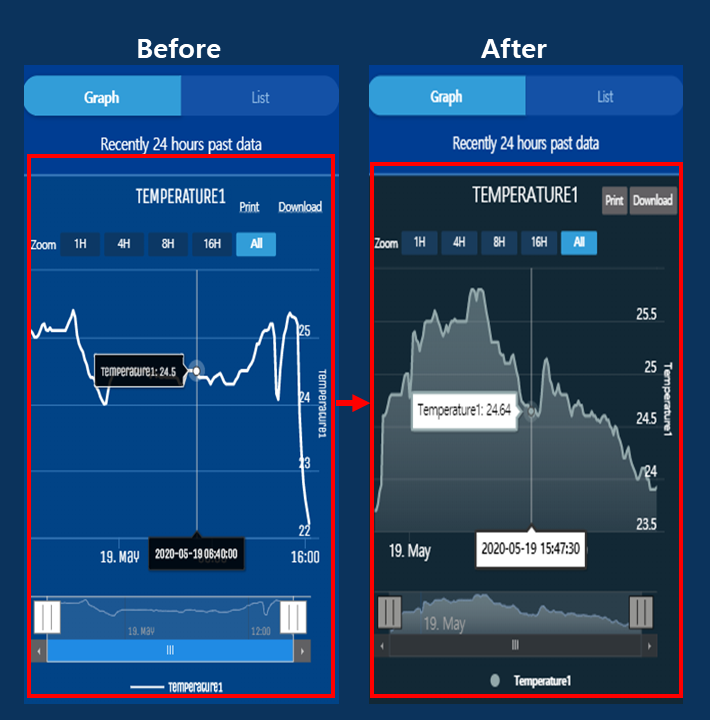 Before
Graph List
Recently 24 hours past data
TEMPERATURE1
Print Download
Zoom 1H 4H 8H 16H All
25
Temperature1: 24.5
24
Temperature1
23
22
2020-05-19 06:40:00
19. May 16:00
19. May 12:00
Temperature1
After
Graph List
Recently 24 hours past data
TEMPERATURE1
Print Download
Zoom 1H 4H 8H 16H All
25.5
25
Temperature1: 24.64
24.5
Temperature1
24
23.5
19. May 2020-05-19 15:47:30
19. May
Temperature1